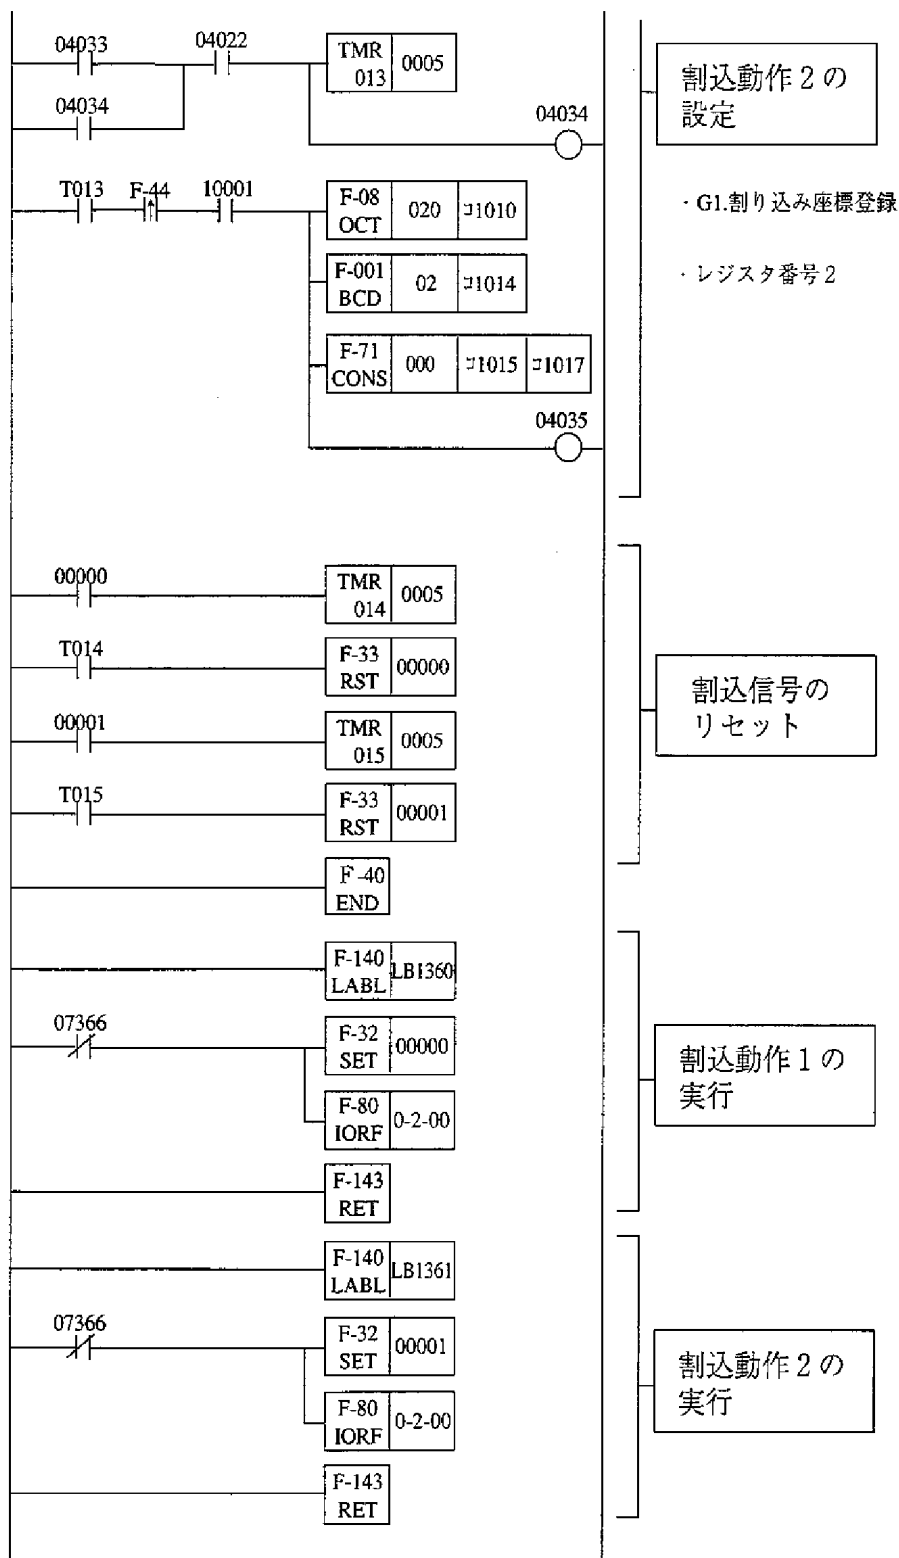 04033 04022
TMR 013 0005
04034
04034
割込動作2の
設定
T013 F-44 10001
F-08 OCT 020 コ1010
・G1.割り込み座標登録
F-001 BCD 02 コ1014
・レジスタ番号2
F-71 CONS 000 コ1015 コ1017
04035
00000
TMR 014 0005
T014
F-33 RST 00000
割込信号の
リセット
00001
TMR 015 0005
T015
F-33 RST 00001
F-40 END
F-140 LABL LB1360
07366
F-32 SET 00000
割込動作1の
実行
F-80 IORF 0-2-00
F-143 RET
F-140 LABL LB1361
07366
F-32 SET 00001
割込動作2の
実行
F-80 IORF 0-2-00
F-143 RET